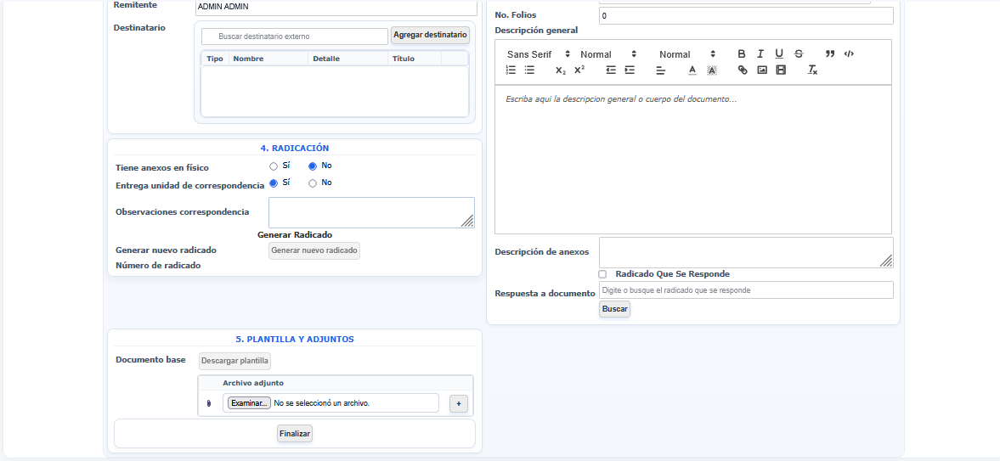 Remitente
ADMIN ADMIN
Destinatario
Buscar destinatario externo
Agregar destinatario
Tipo Nombre Detalle Título
4. RADICACIÓN
Tiene anexos en físico
Sí No
Entrega unidad de correspondencia
Sí No
Observaciones correspondencia
Generar Radicado
Generar nuevo radicado
Generar nuevo radicado
Número de radicado
5. PLANTILLA Y ADJUNTOS
Documento base
Descargar plantilla
Archivo adjunto
Examinar... No se seleccionó un archivo.
+
Finalizar
No. Folios
0
Descripción general
Sans Serif Normal Normal
Escriba aqui la descripcion general o cuerpo del documento...
Descripción de anexos
Radicado Que Se Responde
Respuesta a documento
Digite o busque el radicado que se responde
Buscar